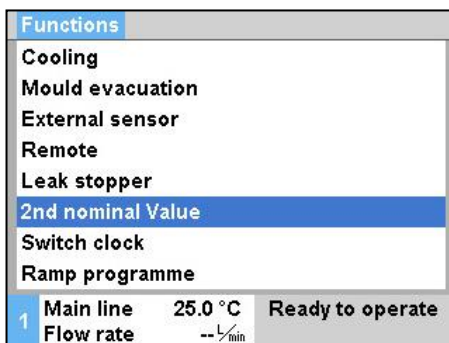 Functions
Cooling
Mould evacuation
External sensor
Remote
Leak stopper
2nd nominal Value
Switch clock
Ramp programme
1 Main line 25.0 °C Ready to operate
Flow rate -- L/min